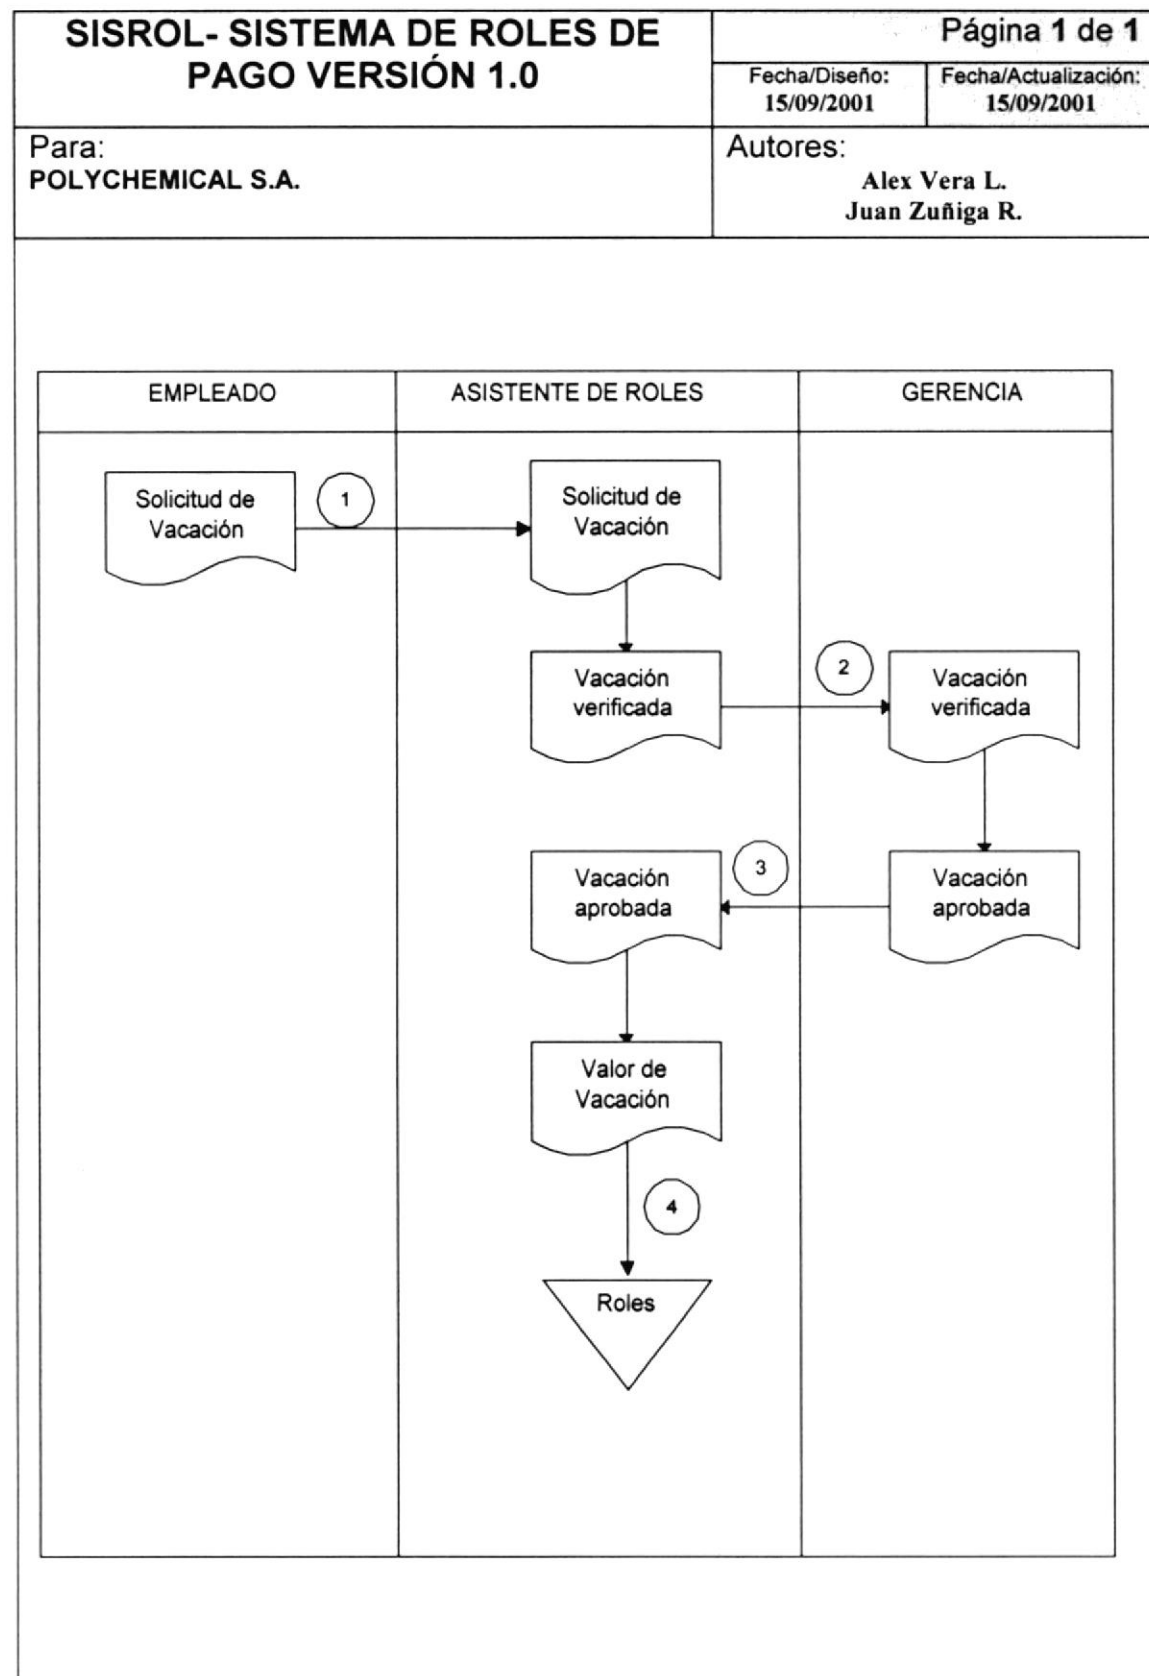 SISROL- SISTEMA DE ROLES DE
PAGO VERSIÓN 1.0
Página 1 de 1
Fecha/Diseño:
15/09/2001
Fecha/Actualización:
15/09/2001
Para:
POLYCHEMICAL S.A.
Autores:
Alex Vera L.
Juan Zuñiga R.
EMPLEADO
ASISTENTE DE ROLES
GERENCIA
Solicitud de
Vacación
1
Solicitud de
Vacación
Vacación
verificada
2
Vacación
verificada
Vacación
aprobada
3
Vacación
aprobada
Valor de
Vacación
4
Roles